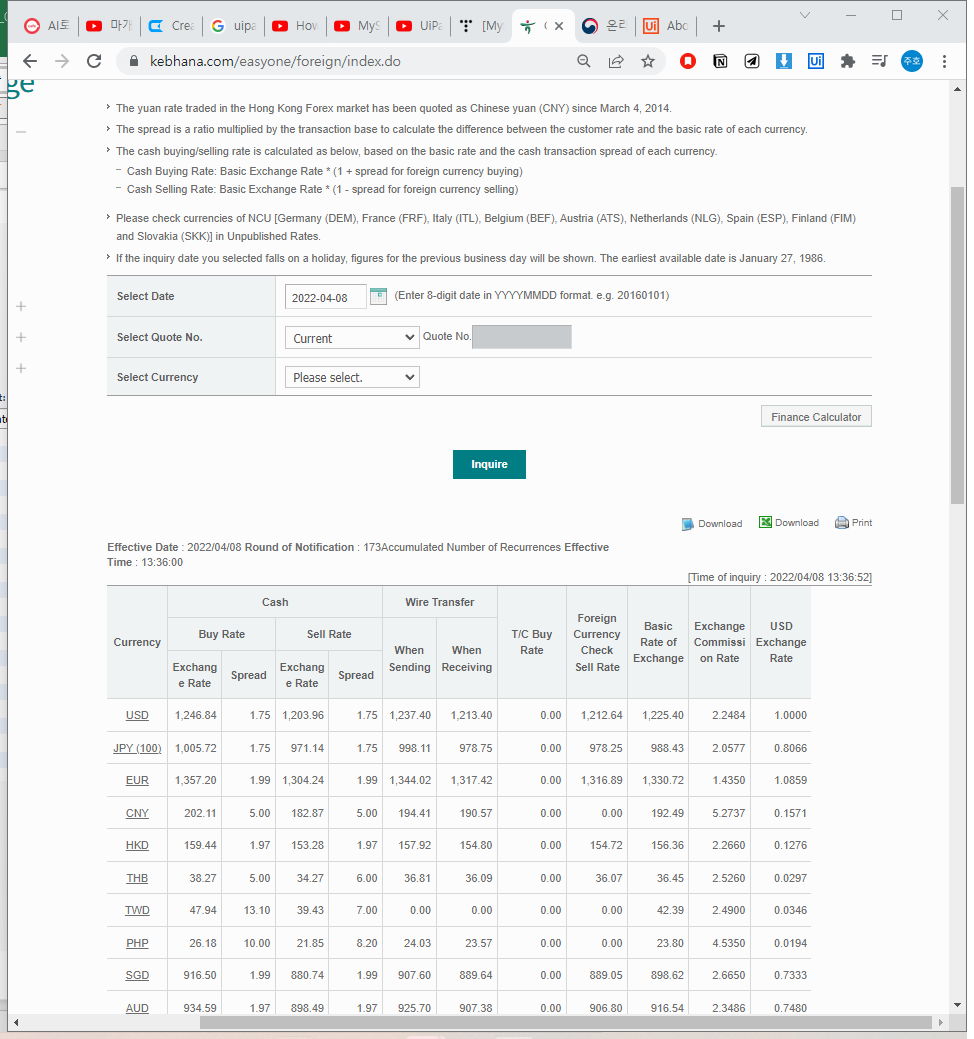 AI로
마가
Crea
uipa
How
MyS
UiPa
[My
(
온라
Abo
kebhana.com/easyone/foreign/index.do
주호
ge
The yuan rate traded in the Hong Kong Forex market has been quoted as Chinese yuan (CNY) since March 4, 2014.
The spread is a ratio multiplied by the transaction base to calculate the difference between the customer rate and the basic rate of each currency.
The cash buying/selling rate is calculated as below, based on the basic rate and the cash transaction spread of each currency.
Cash Buying Rate: Basic Exchange Rate * (1 + spread for foreign currency buying)
Cash Selling Rate: Basic Exchange Rate * (1 - spread for foreign currency selling)
Please check currencies of NCU [Germany (DEM), France (FRF), Italy (ITL), Belgium (BEF), Austria (ATS), Netherlands (NLG), Spain (ESP), Finland (FIM)
and Slovakia (SKK)] in Unpublished Rates.
If the inquiry date you selected falls on a holiday, figures for the previous business day will be shown. The earliest available date is January 27, 1986.
Select Date 2022-04-08 (Enter 8-digit date in YYYYMMDD format. e.g. 20160101)
Select Quote No. Current Quote No.
Select Currency Please select.
Finance Calculator
Inquire
Download Download Print
Effective Date : 2022/04/08 Round of Notification : 173Accumulated Number of Recurrences Effective
Time : 13:36:00
[Time of inquiry : 2022/04/08 13:36:52]
Currency
Cash
Buy Rate
Exchang
e Rate
Spread
Sell Rate
Exchang
e Rate
Spread
Wire Transfer
When
Sending
When
Receiving
T/C Buy
Rate
Foreign
Currency
Check
Sell Rate
Basic
Rate of
Exchange
Exchange
Commissi
on Rate
USD
Exchange
Rate
USD 1,246.84 1.75 1,203.96 1.75 1,237.40 1,213.40 0.00 1,212.64 1,225.40 2.2484 1.0000
JPY (100) 1,005.72 1.75 971.14 1.75 998.11 978.75 0.00 978.25 988.43 2.0577 0.8066
EUR 1,357.20 1.99 1,304.24 1.99 1,344.02 1,317.42 0.00 1,316.89 1,330.72 1.4350 1.0859
CNY 202.11 5.00 182.87 5.00 194.41 190.57 0.00 0.00 192.49 5.2737 0.1571
HKD 159.44 1.97 153.28 1.97 157.92 154.80 0.00 154.72 156.36 2.2660 0.1276
THB 38.27 5.00 34.27 6.00 36.81 36.09 0.00 36.07 36.45 2.5260 0.0297
TWD 47.94 13.10 39.43 7.00 0.00 0.00 0.00 0.00 42.39 2.4900 0.0346
PHP 26.18 10.00 21.85 8.20 24.03 23.57 0.00 0.00 23.80 4.5350 0.0194
SGD 916.50 1.99 880.74 1.99 907.60 889.64 0.00 889.05 898.62 2.6650 0.7333
AUD 934.59 1.97 898.49 1.97 925.70 907.38 0.00 906.80 916.54 2.3486 0.7480